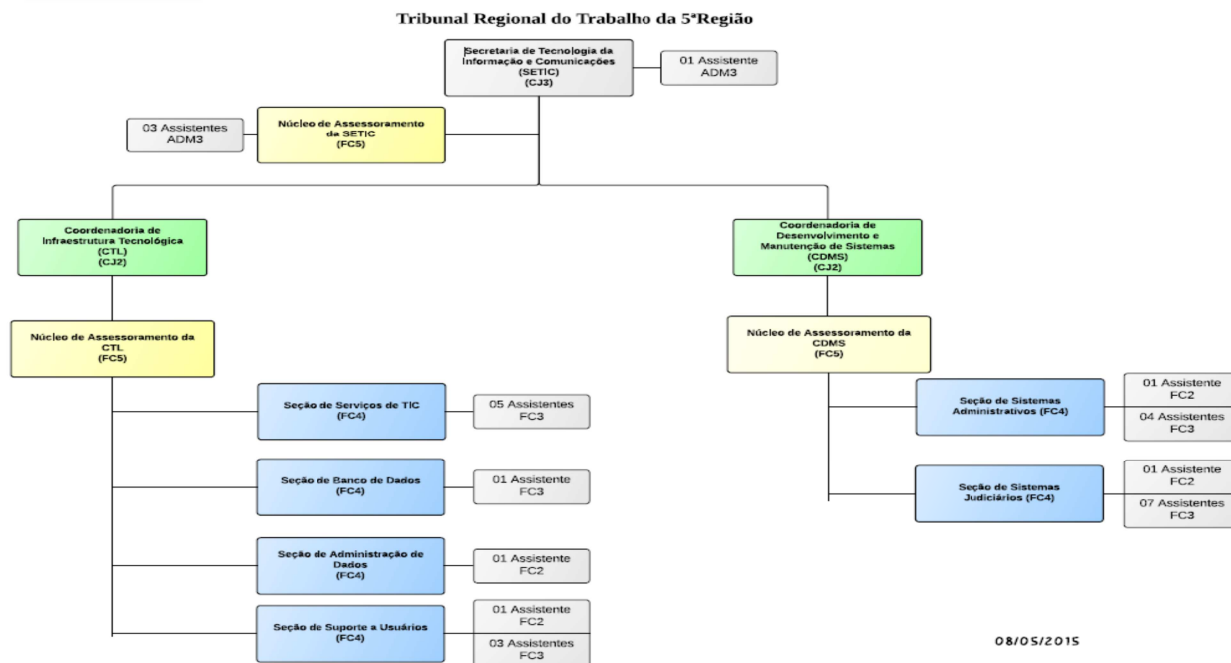 Tribunal Regional do Trabalho da 5ªRegião
Secretaria de Tecnologia da
Informação e Comunicações
(SETIC)
(CJ3)
01 Assistente
ADM3
Núcleo de Assessoramento
da SETIC
(FC5)
03 Assistentes
ADM3
Coordenadoria de
Infraestrutura Tecnológica
(CTL)
(CJ2)
Coordenadoria de
Desenvolvimento e
Manutenção de Sistemas
(CDMS)
(CJ2)
Núcleo de Assessoramento da
CTL
(FC5)
Núcleo de Assessoramento da
CDMS
(FC5)
Seção de Serviços de TIC
(FC4)
05 Assistentes
FC3
Seção de Banco de Dados
(FC4)
01 Assistente
FC3
Seção de Administração de
Dados
(FC4)
01 Assistente
FC2
Seção de Suporte a Usuários
(FC4)
01 Assistente
FC2
03 Assistentes
FC3
Seção de Sistemas
Administrativos (FC4)
01 Assistente
FC2
04 Assistentes
FC3
Seção de Sistemas
Judiciários (FC4)
01 Assistente
FC2
07 Assistentes
FC3
08/05/2015